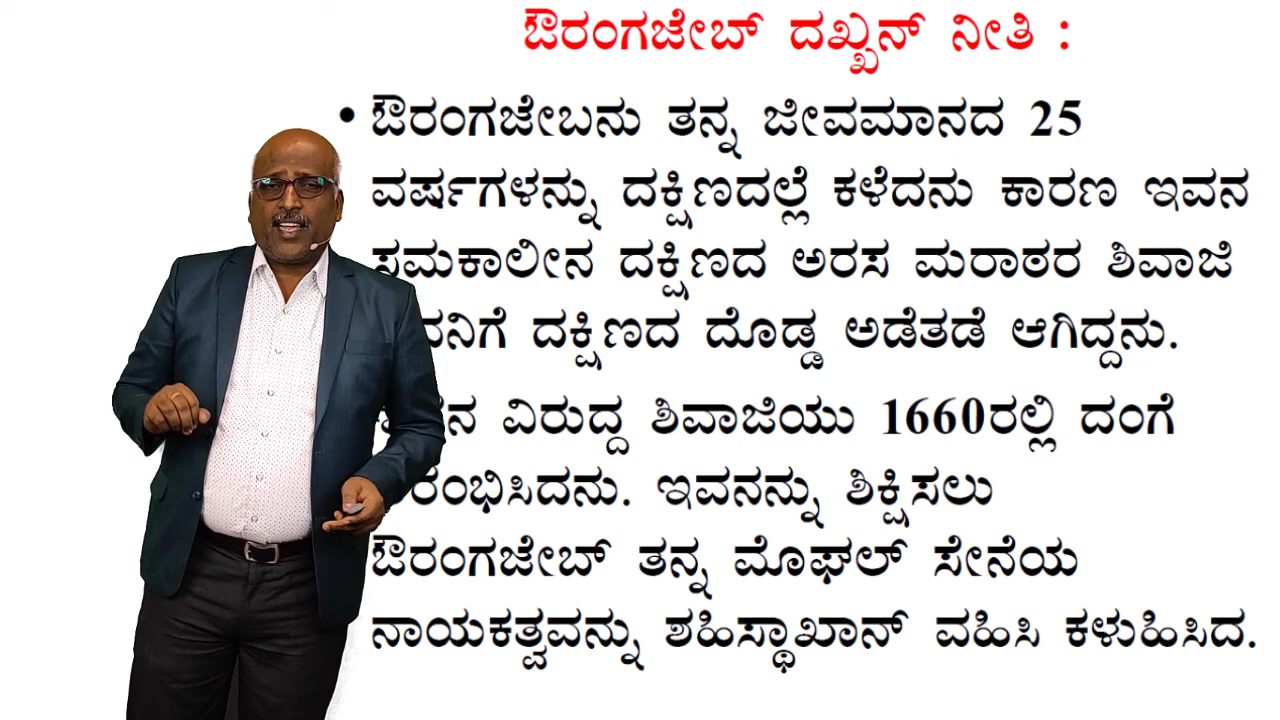 ಔರಂಗಜೇಬ್ ದಖ್ಖನ್ ನೀತಿ :
• ಔರಂಗಜೇಬನು ತನ್ನ ಜೀವಮಾನದ 25
ವರ್ಷಗಳನ್ನು ದಕ್ಷಿಣದಲ್ಲೆ ಕಳೆದನು ಕಾರಣ ಇವನ
ಸಮಕಾಲೀನ ದಕ್ಷಿಣದ ಅರಸ ಮರಾಠರ ಶಿವಾಜಿ
ದಕ್ಷಿಣದ ದೊಡ್ಡ ಅಡೆತಡೆ ಆಗಿದ್ದನು.
ವಿರುದ್ದ ಶಿವಾಜಿಯು 1660ರಲ್ಲಿ ದಂಗೆ
ಇವನನ್ನು ಶಿಕ್ಷಿಸಲು
ಔರಂಗಜೇಬ್ ತನ್ನ ಮೊಘಲ್ ಸೇನೆಯ
ನಾಯಕತ್ವವನ್ನು ಶಹಿಸ್ಥಾಖಾನ್ ವಹಿಸಿ ಕಳುಹಿಸಿದ.